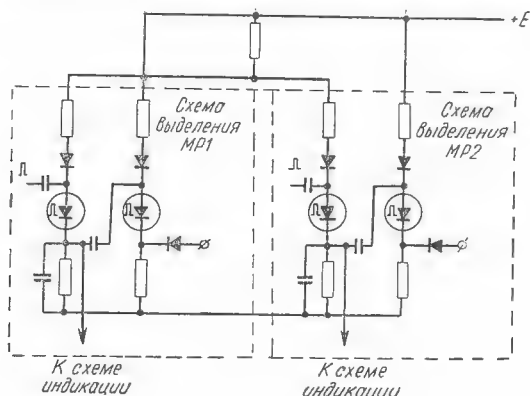 +E
Схема
выделения
МР1
Схема
выделения
МР2
К схеме
индикации
К схеме
индикации